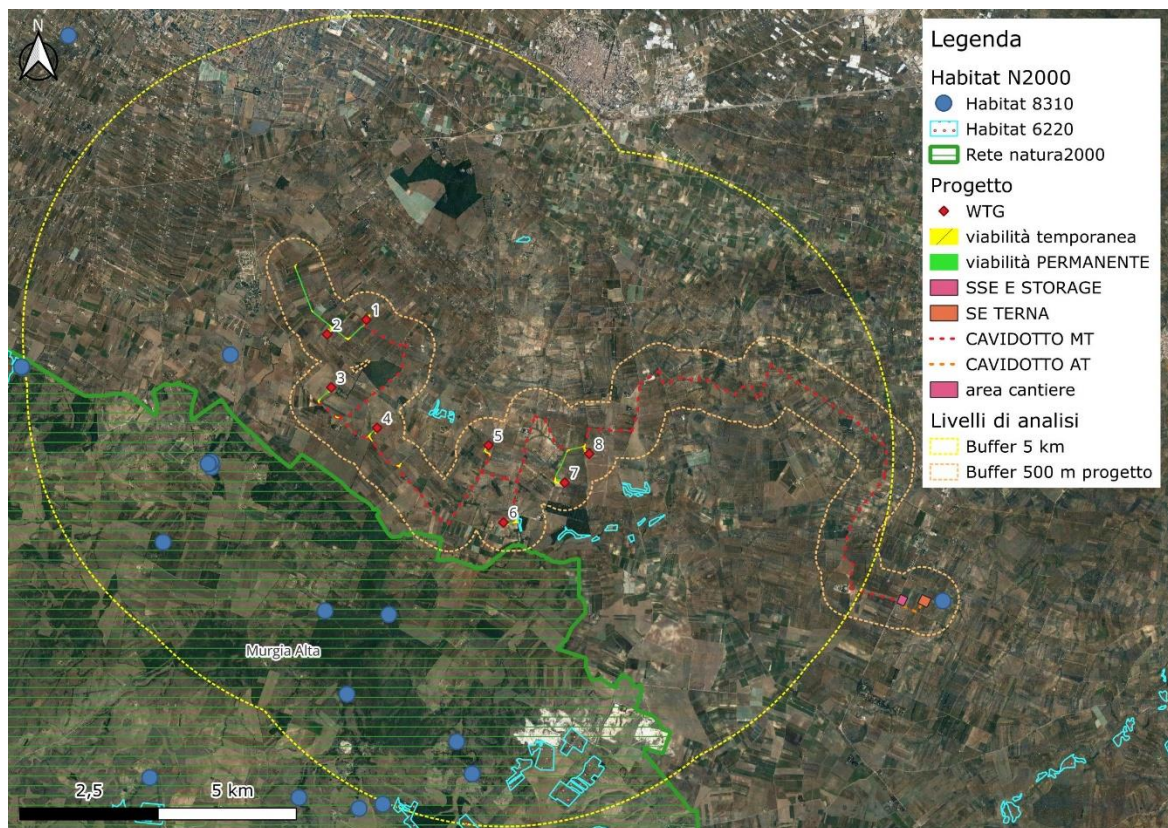 N
Legenda
Habitat N2000
Habitat 8310
Habitat 6220
Rete natura2000
Progetto
WTG
viabilità temporanea
viabilità PERMANENTE
SSE E STORAGE
SE TERNA
CAVIDOTTO MT
CAVIDOTTO AT
area cantiere
Livelli di analisi
Buffer 5 km
Buffer 500 m progetto
1
2
3
4
5
8
7
6
Murgia Alta
2,5
5 km